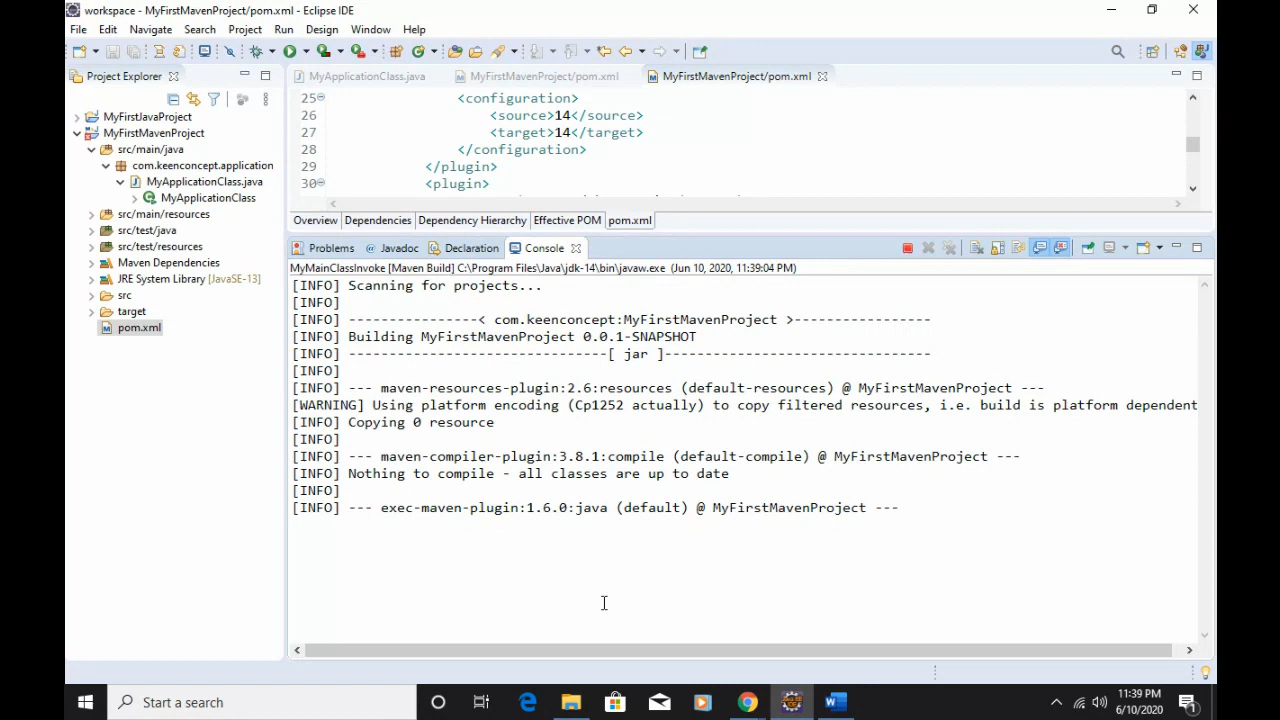 workspace - MyFirstMavenProject/pom.xml - Eclipse IDE
File Edit Navigate Search Project Run Design Window Help
Project Explorer
MyFirstJavaProject
MyFirstMavenProject
src/main/java
com.keenconcept.application
MyApplicationClass.java
MyApplicationClass
src/main/resources
src/test/java
src/test/resources
Maven Dependencies
JRE System Library [JavaSE-13]
src
target
pom.xml
MyApplicationClass.java MyFirstMavenProject/pom.xml MyFirstMavenProject/pom.xml
25 <configuration>
26 <source>14</source>
27 <target>14</target>
28 </configuration>
29 </plugin>
30 <plugin>
Overview Dependencies Dependency Hierarchy Effective POM pom.xml
Problems Javadoc Declaration Console
MyMainClassInvoke [Maven Build] C:\Program Files\Java\jdk-14\bin\javaw.exe (Jun 10, 2020, 11:39:04 PM)
[INFO] Scanning for projects...
[INFO]
[INFO] ----------------< com.keenconcept:MyFirstMavenProject >-----------------
[INFO] Building MyFirstMavenProject 0.0.1-SNAPSHOT
[INFO] --------------------------------[ jar ]---------------------------------
[INFO]
[INFO] --- maven-resources-plugin:2.6:resources (default-resources) @ MyFirstMavenProject ---
[WARNING] Using platform encoding (Cp1252 actually) to copy filtered resources, i.e. build is platform dependent
[INFO] Copying 0 resource
[INFO]
[INFO] --- maven-compiler-plugin:3.8.1:compile (default-compile) @ MyFirstMavenProject ---
[INFO] Nothing to compile - all classes are up to date
[INFO]
[INFO] --- exec-maven-plugin:1.6.0:java (default) @ MyFirstMavenProject ---
Start a search
11:39 PM
6/10/2020
1